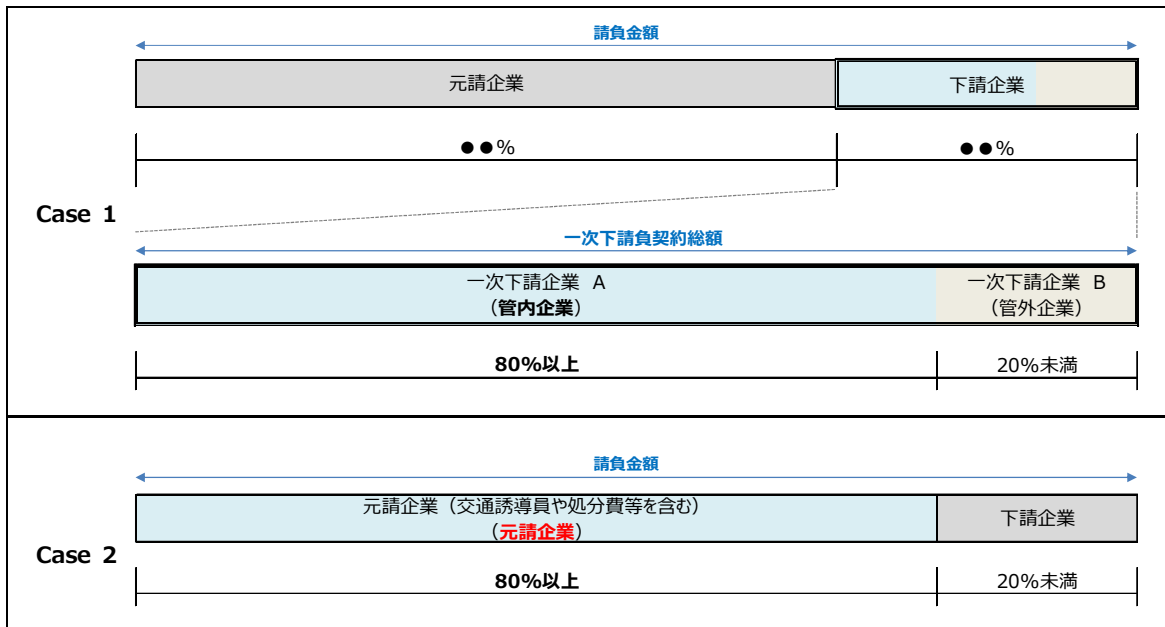 請負金額
元請企業
下請企業
●●%
●●%
Case 1
一次下請負契約総額
一次下請企業 A
（管内企業）
一次下請企業 B
（管外企業）
80%以上
20%未満
請負金額
元請企業（交通誘導員や処分費等を含む）
（元請企業）
下請企業
Case 2
80%以上
20%未満